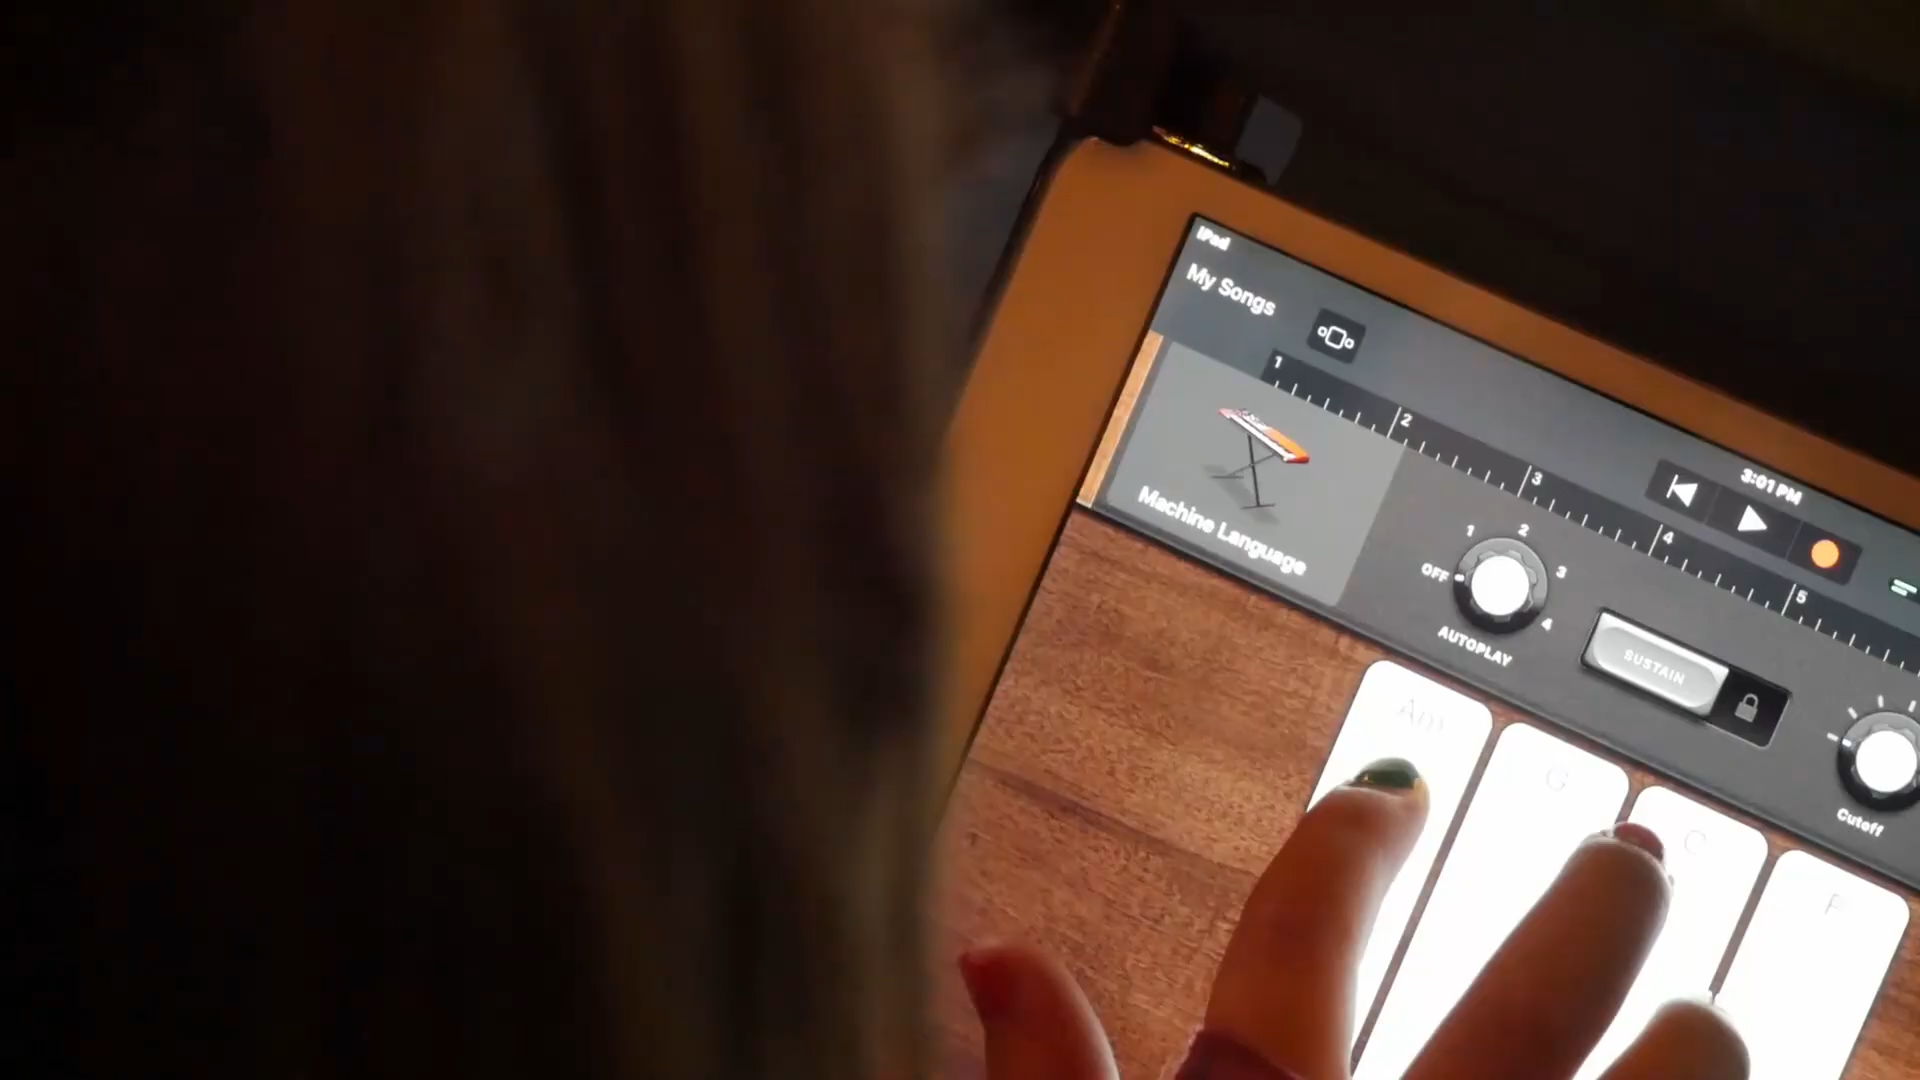 iPad
My Songs
3:01 PM
1
2
3
4
5
Machine Language
OFF
1
2
3
4
AUTOPLAY
SUSTAIN
Cutoff
Am
G
C
F